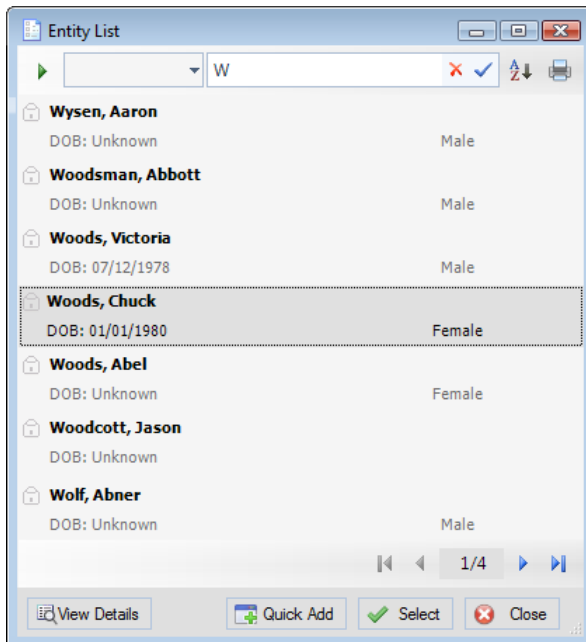 Entity List
W
A
Z
Wysen, Aaron
DOB: Unknown Male
Woodsman, Abbott
DOB: Unknown Male
Woods, Victoria
DOB: 07/12/1978 Male
Woods, Chuck
DOB: 01/01/1980 Female
Woods, Abel
DOB: Unknown Female
Woodcott, Jason
DOB: Unknown
Wolf, Abner
DOB: Unknown Male
1/4
View Details Quick Add Select Close